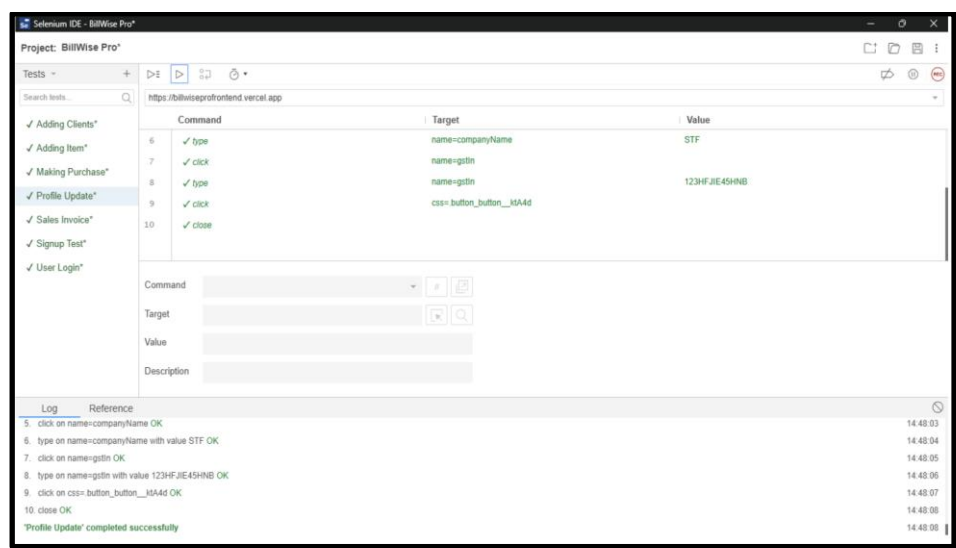 Selenium IDE - BillWise Pro*
Project: BillWise Pro*
Tests
Search tests...
https://billwiseprofrontend.vercel.app
Command Target Value
✓ Adding Clients*
✓ Adding Item*
✓ Making Purchase*
✓ Profile Update*
✓ Sales Invoice*
✓ Signup Test*
✓ User Login*
6 ✓ type name=companyName STF
7 ✓ click name=gstin
8 ✓ type name=gstin 123HFJIE45HNB
9 ✓ click css=.button_button__ktA4d
10 ✓ close
Command
Target
Value
Description
Log Reference
5. click on name=companyName OK 14:48:03
6. type on name=companyName with value STF OK 14:48:04
7. click on name=gstin OK 14:48:05
8. type on name=gstin with value 123HFJIE45HNB OK 14:48:06
9. click on css=.button_button__ktA4d OK 14:48:07
10. close OK 14:48:08
'Profile Update' completed successfully 14:48:08